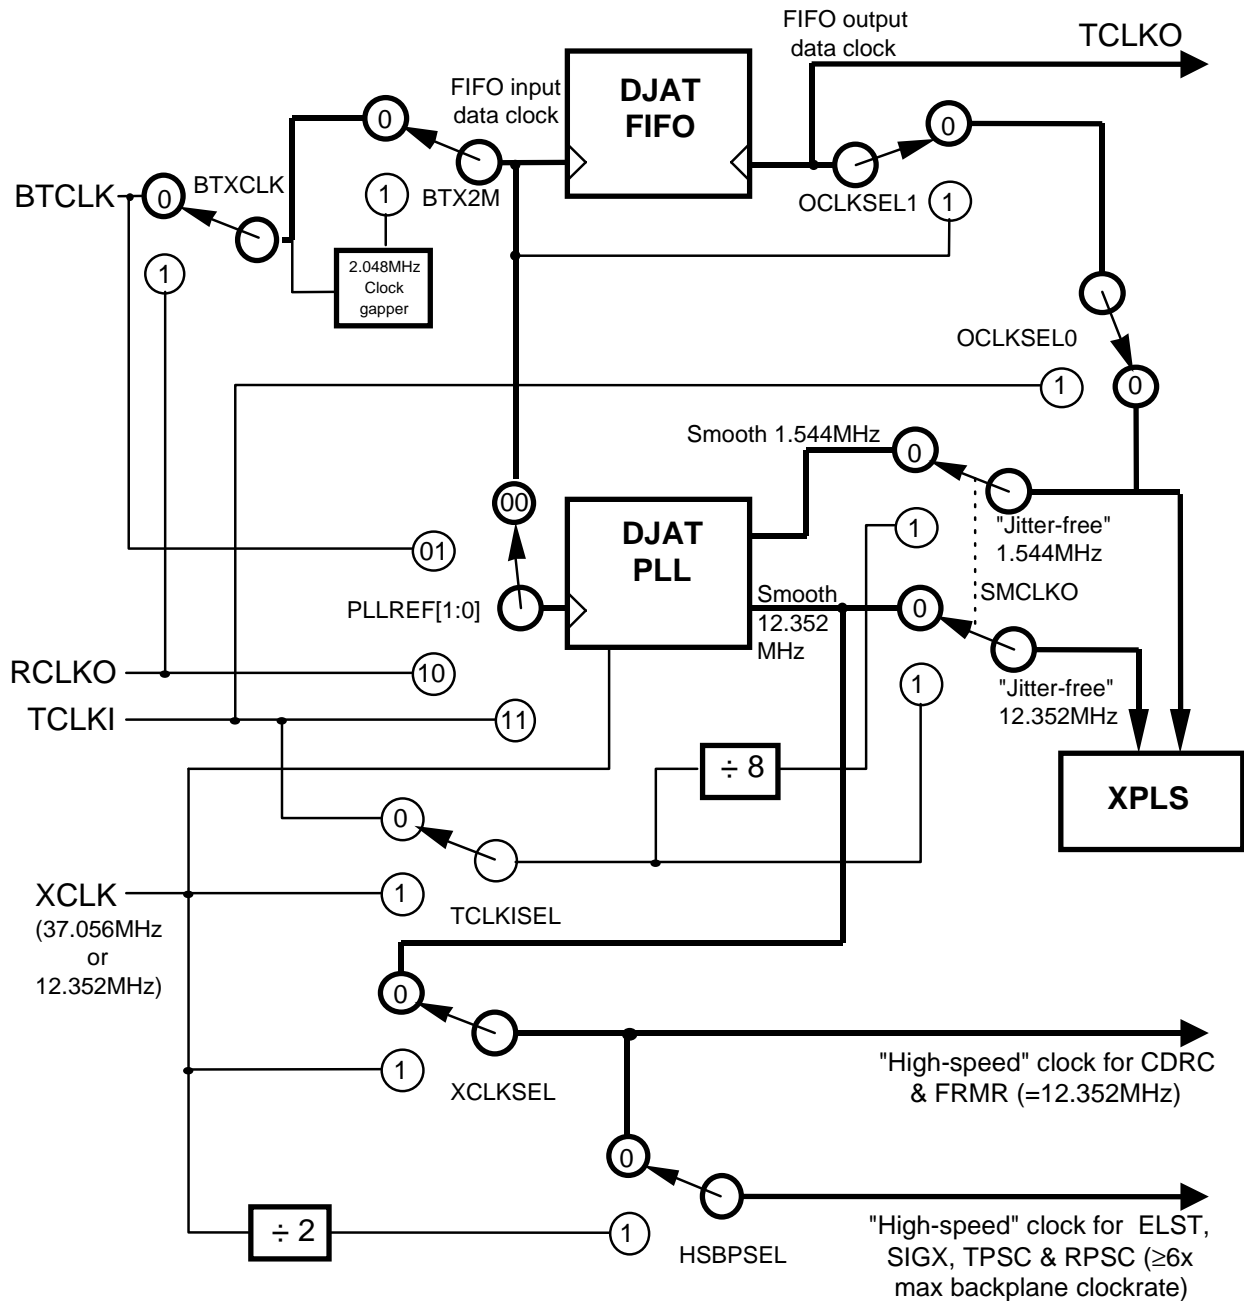 FIFO output
data clock
TCLKO
FIFO input
data clock
DJAT
FIFO
0
0
BTCLK
0
BTXCLK
1
BTX2M
OCLKSEL1
1
1
2.048MHz
Clock
gapper
OCLKSEL0
1
0
Smooth 1.544MHz
0
00
DJAT
PLL
1
"Jitter-free"
1.544MHz
01
PLLREF[1:0]
Smooth
12.352
MHz
0
SMCLKO
RCLKO
10
1
"Jitter-free"
12.352MHz
TCLKI
11
÷ 8
XPLS
0
XCLK
(37.056MHz
or
12.352MHz)
1
TCLKISEL
0
1
XCLKSEL
"High-speed" clock for CDRC
& FRMR (=12.352MHz)
0
÷ 2
1
HSBPSEL
"High-speed" clock for ELST,
SIGX, TPSC & RPSC (≥6x
max backplane clockrate)